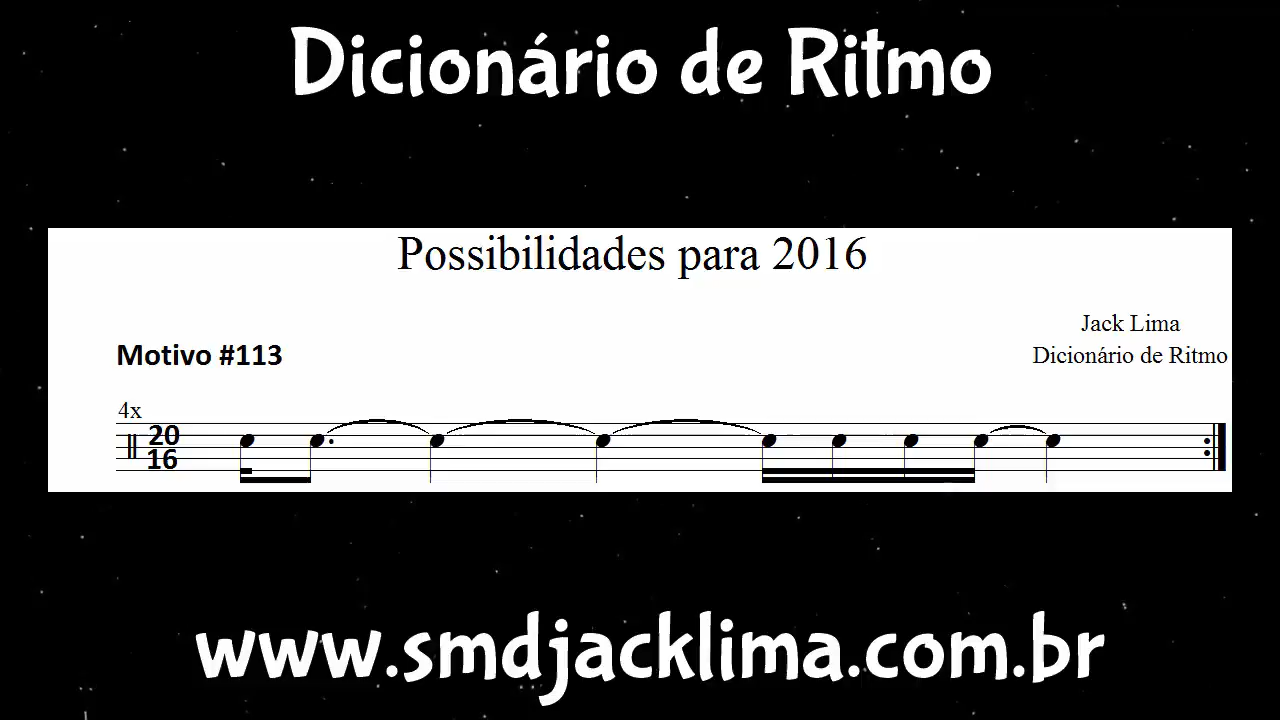 Dicionário de Ritmo
Possibilidades para 2016
Jack Lima
Motivo #113
Dicionário de Ritmo
4x
20
16
www.smdjacklima.com.br